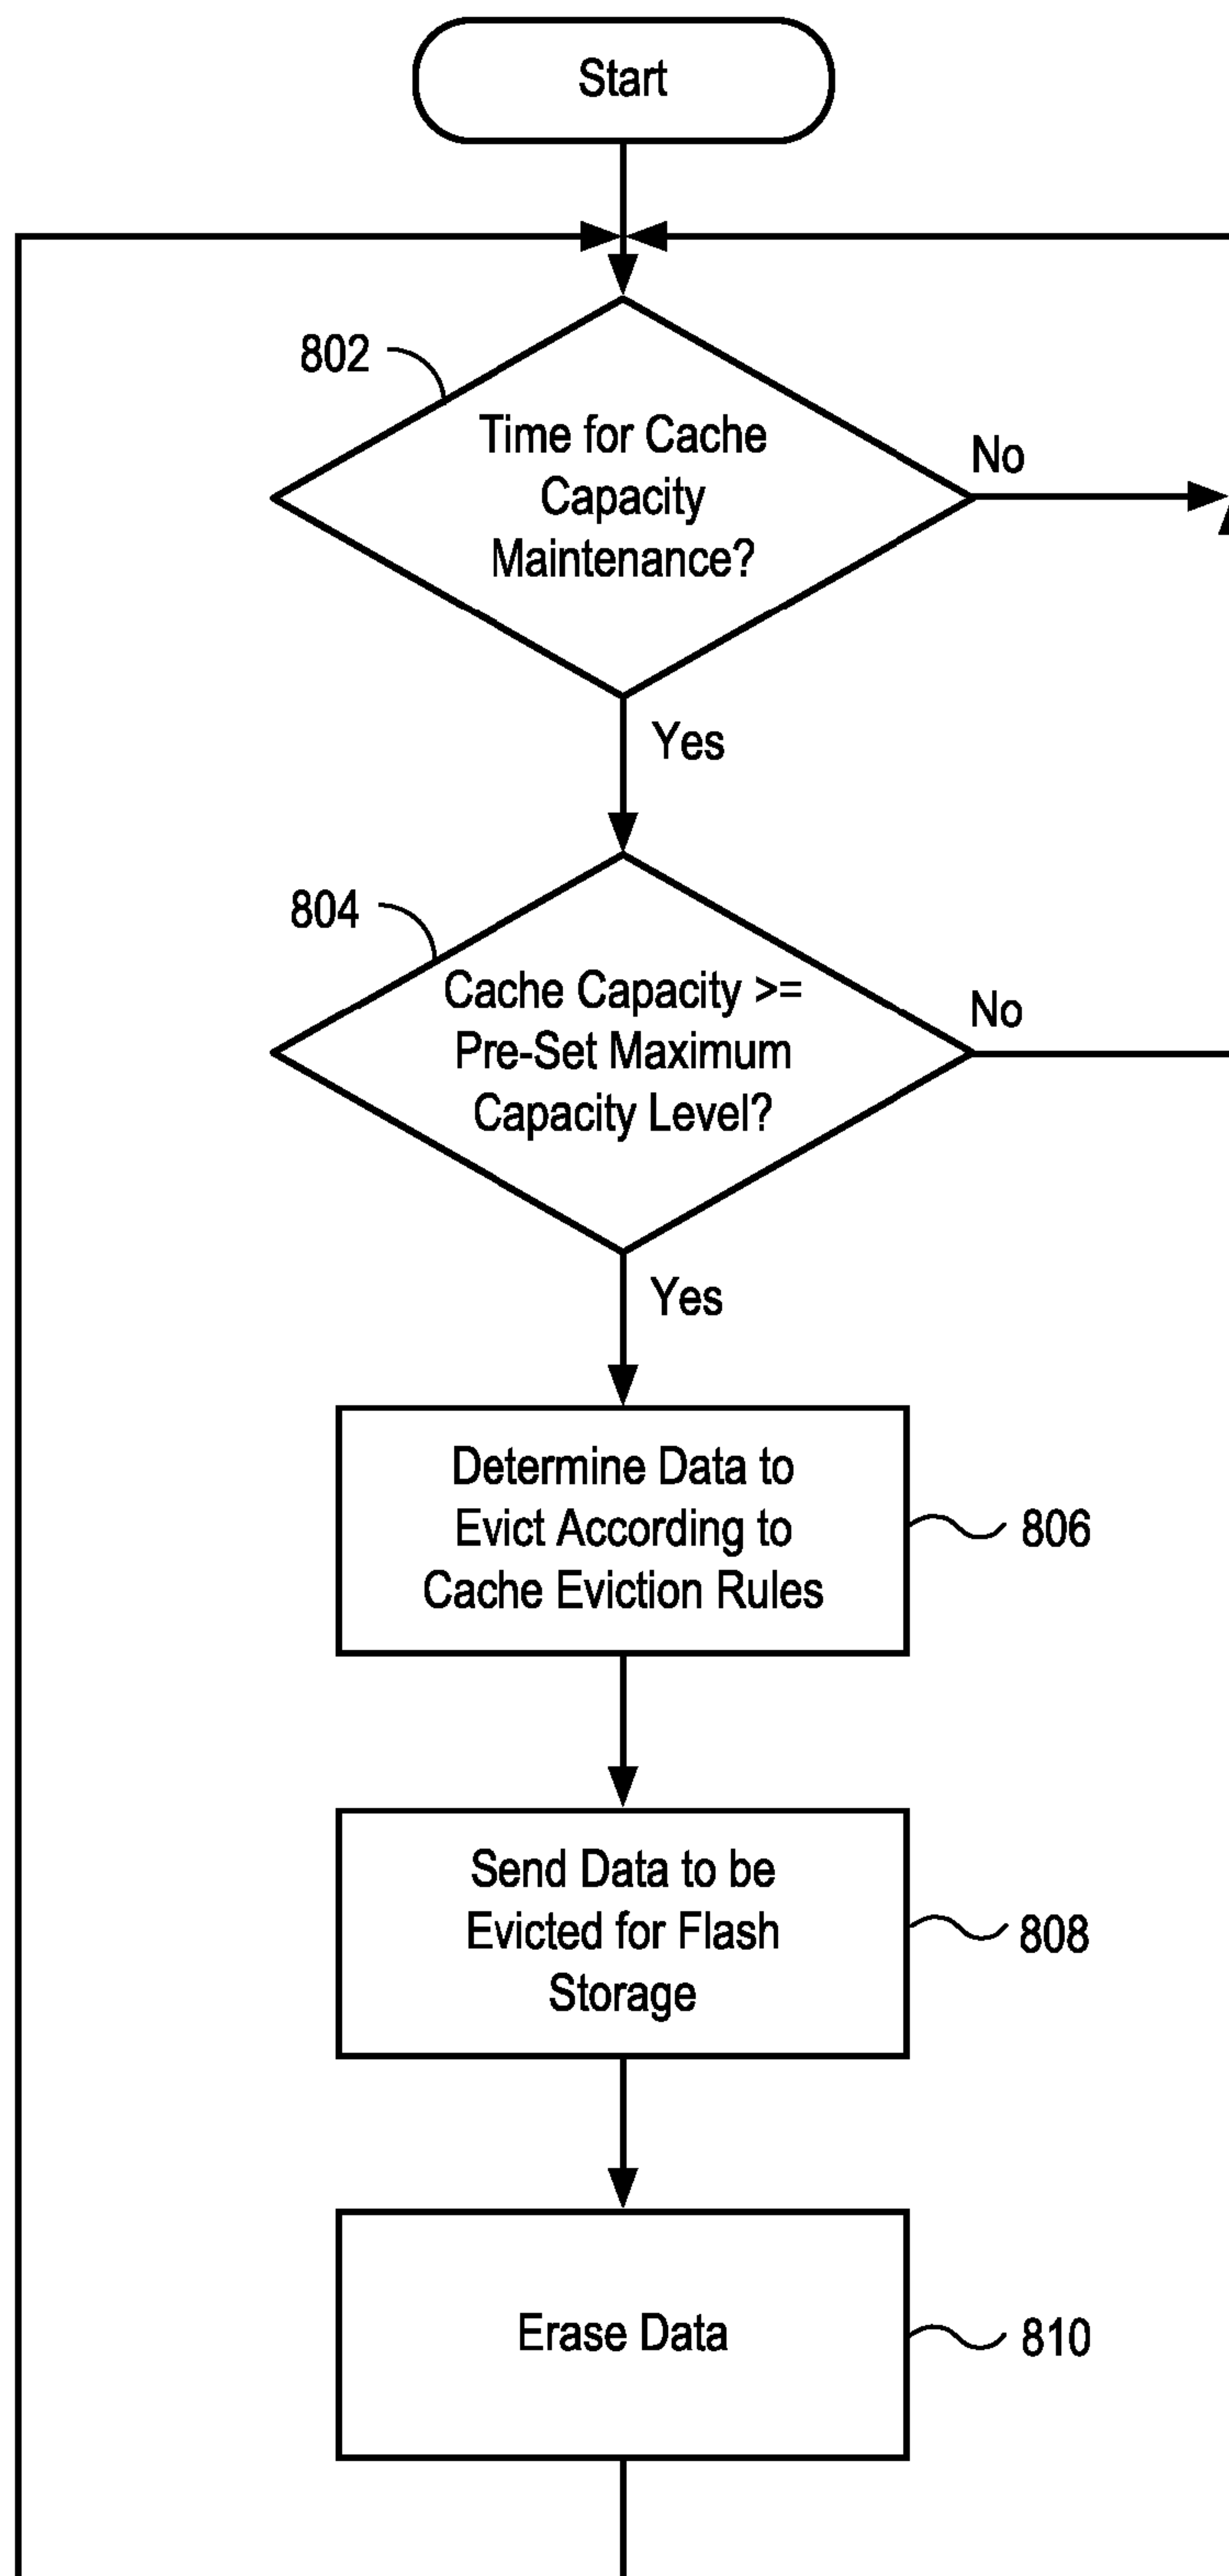 Start
802
Time for Cache
Capacity
Maintenance?
No
Yes
804
Cache Capacity >=
Pre-Set Maximum
Capacity Level?
No
Yes
Determine Data to
Evict According to
Cache Eviction Rules
806
Send Data to be
Evicted for Flash
Storage
808
Erase Data
810